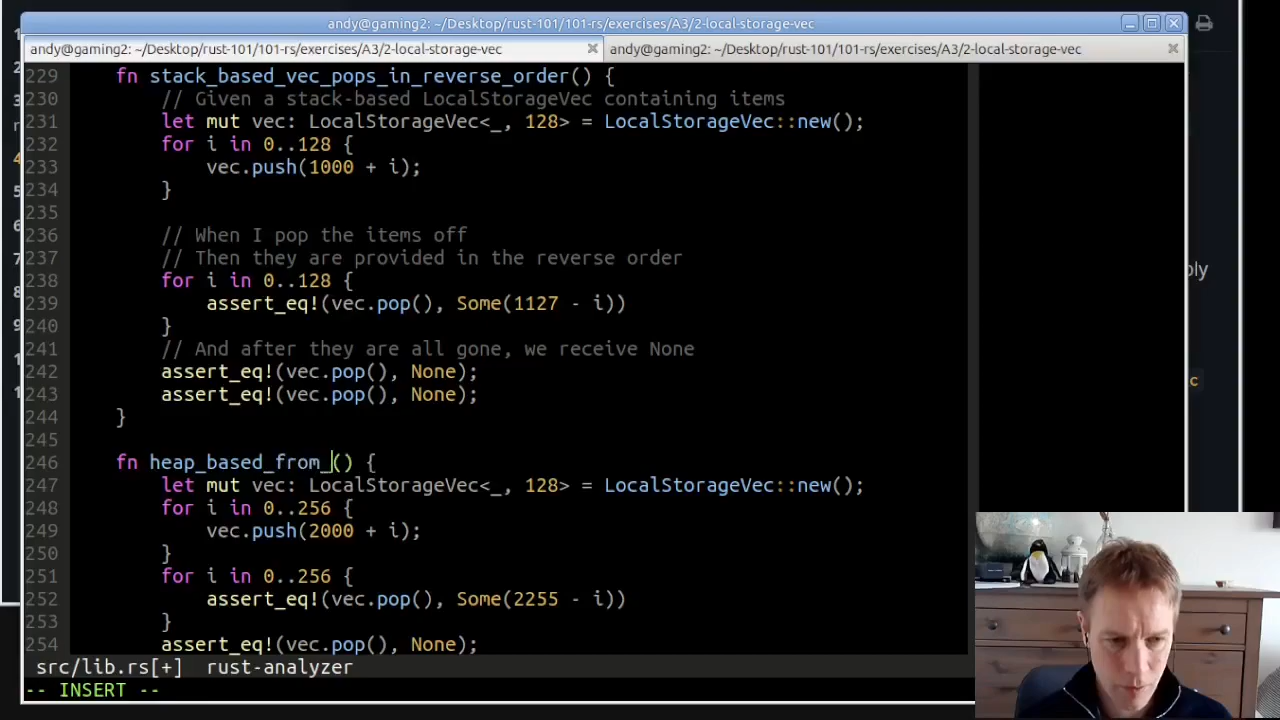 andy@gaming2: ~/Desktop/rust-101/101-rs/exercises/A3/2-local-storage-vec
andy@gaming2: ~/Desktop/rust-101/101-rs/exercises/A3/2-local-storage-vec
andy@gaming2: ~/Desktop/rust-101/101-rs/exercises/A3/2-local-storage-vec
229 fn stack_based_vec_pops_in_reverse_order() {
230 // Given a stack-based LocalStorageVec containing items
231 let mut vec: LocalStorageVec<_, 128> = LocalStorageVec::new();
232 for i in 0..128 {
233 vec.push(1000 + i);
234 }
235
236 // When I pop the items off
237 // Then they are provided in the reverse order
238 for i in 0..128 {
239 assert_eq!(vec.pop(), Some(1127 - i))
240 }
241 // And after they are all gone, we receive None
242 assert_eq!(vec.pop(), None);
243 assert_eq!(vec.pop(), None);
244 }
245
246 fn heap_based_from_() {
247 let mut vec: LocalStorageVec<_, 128> = LocalStorageVec::new();
248 for i in 0..256 {
249 vec.push(2000 + i);
250 }
251 for i in 0..256 {
252 assert_eq!(vec.pop(), Some(2255 - i))
253 }
254 assert_eq!(vec.pop(), None);
src/lib.rs[+] rust-analyzer
-- INSERT --